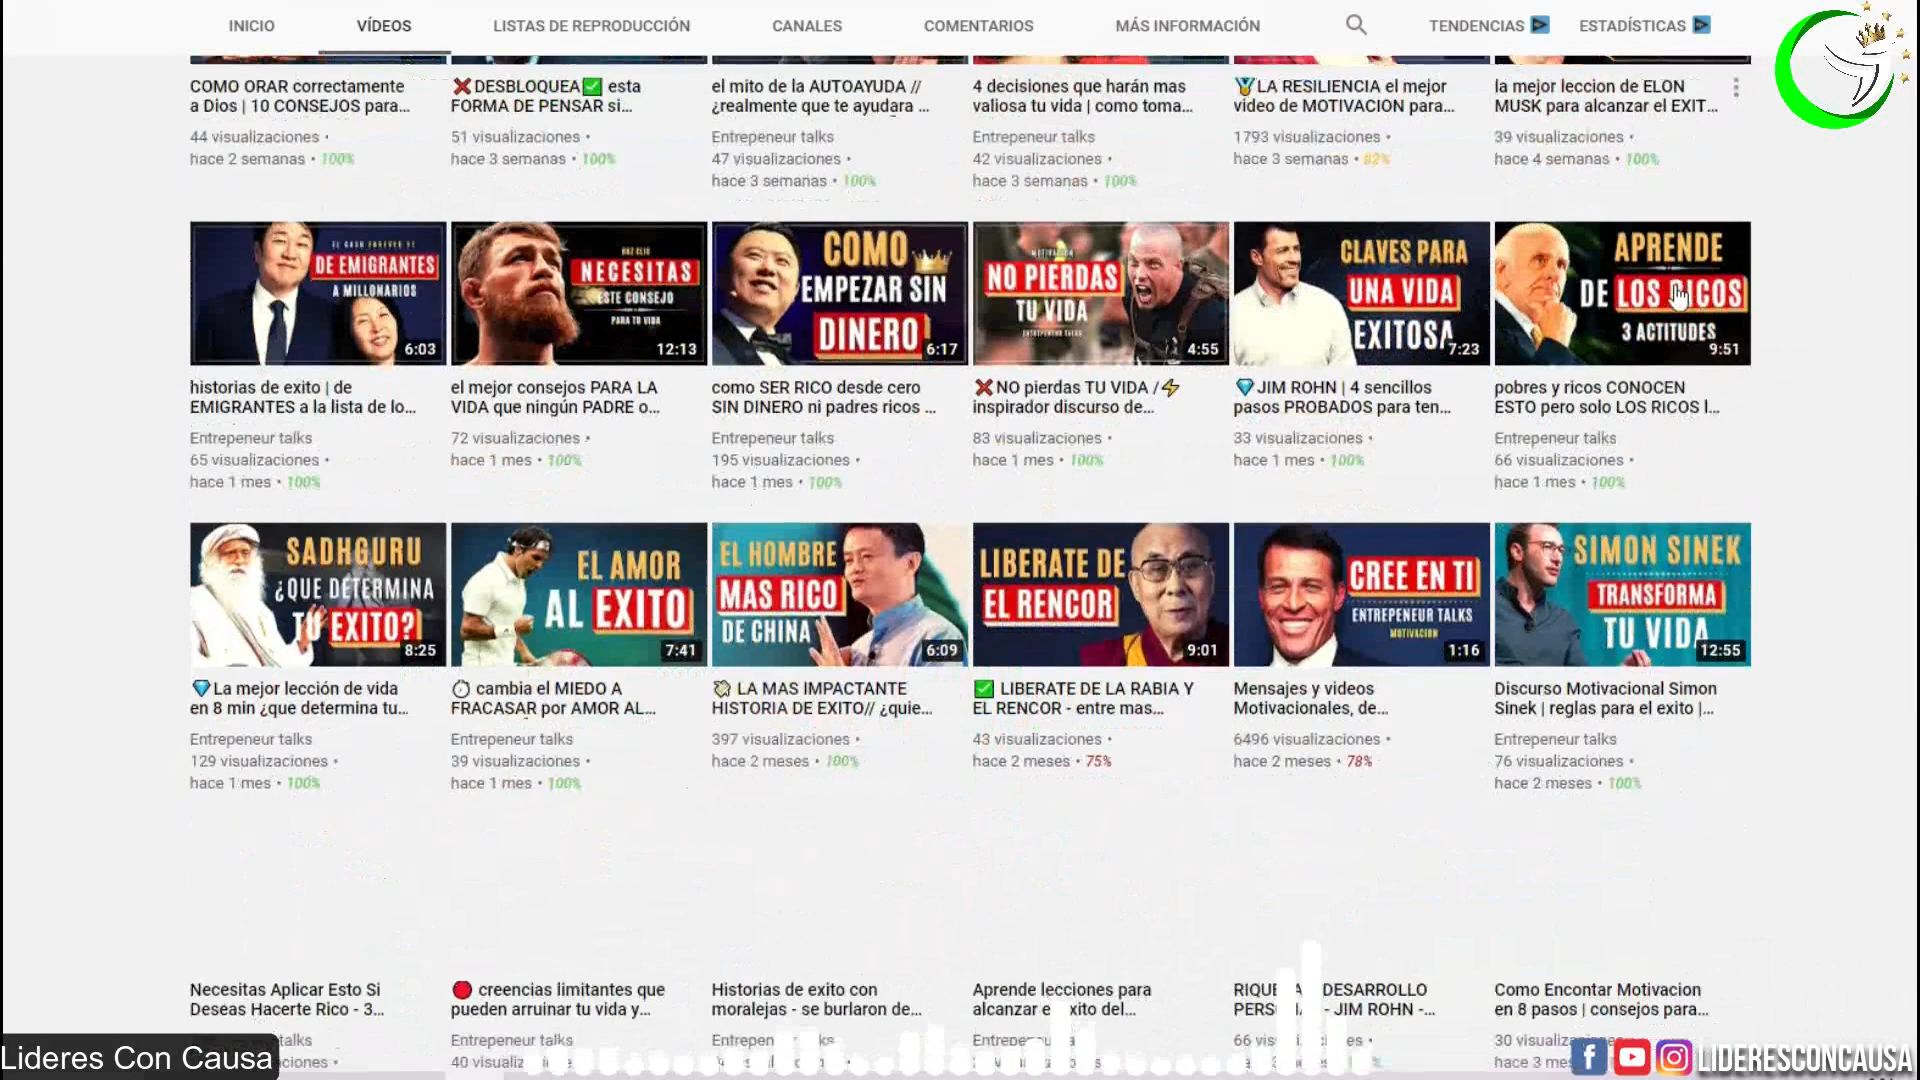 INICIO VÍDEOS LISTAS DE REPRODUCCIÓN CANALES COMENTARIOS MÁS INFORMACIÓN TENDENCIAS ESTADÍSTICAS
COMO ORAR correctamente
a Dios | 10 CONSEJOS para...
44 visualizaciones •
hace 2 semanas • 100%
❌DESBLOQUEA✅ esta
FORMA DE PENSAR si...
51 visualizaciones •
hace 3 semanas • 100%
el mito de la AUTOAYUDA //
¿realmente que te ayudara ...
Entrepeneur talks
47 visualizaciones •
hace 3 semanas • 100%
4 decisiones que harán mas
valiosa tu vida | como toma...
Entrepeneur talks
42 visualizaciones •
hace 3 semanas • 100%
🏅LA RESILIENCIA el mejor
video de MOTIVACION para...
1793 visualizaciones •
hace 3 semanas • 82%
la mejor leccion de ELON
MUSK para alcanzar el EXIT...
39 visualizaciones •
hace 4 semanas • 100%
DE EMIGRANTES
A MILLONARIOS
6:03
historias de exito | de
EMIGRANTES a la lista de lo...
Entrepeneur talks
65 visualizaciones •
hace 1 mes • 100%
HAZ CLIC
NECESITAS
ESTE CONSEJO
PARA TU VIDA
12:13
el mejor consejos PARA LA
VIDA que ningún PADRE o...
72 visualizaciones •
hace 1 mes • 100%
COMO
EMPEZAR SIN
DINERO
6:17
como SER RICO desde cero
SIN DINERO ni padres ricos ...
Entrepeneur talks
195 visualizaciones •
hace 1 mes • 100%
MOTIVACION
NO PIERDAS
TU VIDA
ENTREPENEUR TALKS
4:55
❌NO pierdas TU VIDA /⚡
inspirador discurso de...
83 visualizaciones •
hace 1 mes • 100%
CLAVES PARA
UNA VIDA
EXITOSA
7:23
💎JIM ROHN | 4 sencillos
pasos PROBADOS para ten...
33 visualizaciones •
hace 1 mes • 100%
APRENDE
DE LOS RICOS
3 ACTITUDES
9:51
pobres y ricos CONOCEN
ESTO pero solo LOS RICOS l...
Entrepeneur talks
66 visualizaciones •
hace 1 mes • 100%
SADHGURU
¿QUE DETERMINA
TU EXITO?
8:25
💎La mejor lección de vida
en 8 min ¿que determina tu...
Entrepeneur talks
129 visualizaciones •
hace 1 mes • 100%
EL AMOR
AL EXITO
7:41
⏱ cambia el MIEDO A
FRACASAR por AMOR AL...
Entrepeneur talks
39 visualizaciones •
hace 1 mes • 100%
EL HOMBRE
MAS RICO
DE CHINA
6:09
LA MAS IMPACTANTE
HISTORIA DE EXITO// ¿quie...
397 visualizaciones •
hace 2 meses • 100%
LIBERATE DE
EL RENCOR
9:01
✅ LIBERATE DE LA RABIA Y
EL RENCOR - entre mas...
43 visualizaciones •
hace 2 meses • 75%
CREE EN TI
ENTREPENEUR TALKS
MOTIVACION
1:16
Mensajes y videos
Motivacionales, de...
6496 visualizaciones •
hace 2 meses • 78%
SIMON SINEK
TRANSFORMA
TU VIDA
12:55
Discurso Motivacional Simon
Sinek | reglas para el exito |...
Entrepeneur talks
76 visualizaciones •
hace 2 meses • 100%
Necesitas Aplicar Esto Si
Deseas Hacerte Rico - 3...
talks
🔴 creencias limitantes que
pueden arruinar tu vida y...
Entrepeneur talks
40
Historias de exito con
moralejas - se burlaron de...
Aprende lecciones para
alcanzar exito del...
DESARROLLO
- JIM ROHN -...
66
Como Encontar Motivacion
en 8 pasos | consejos para...
Entrepeneur talks
30
hace 3
Lideres Con Causa
LIDERESCONCAUSA